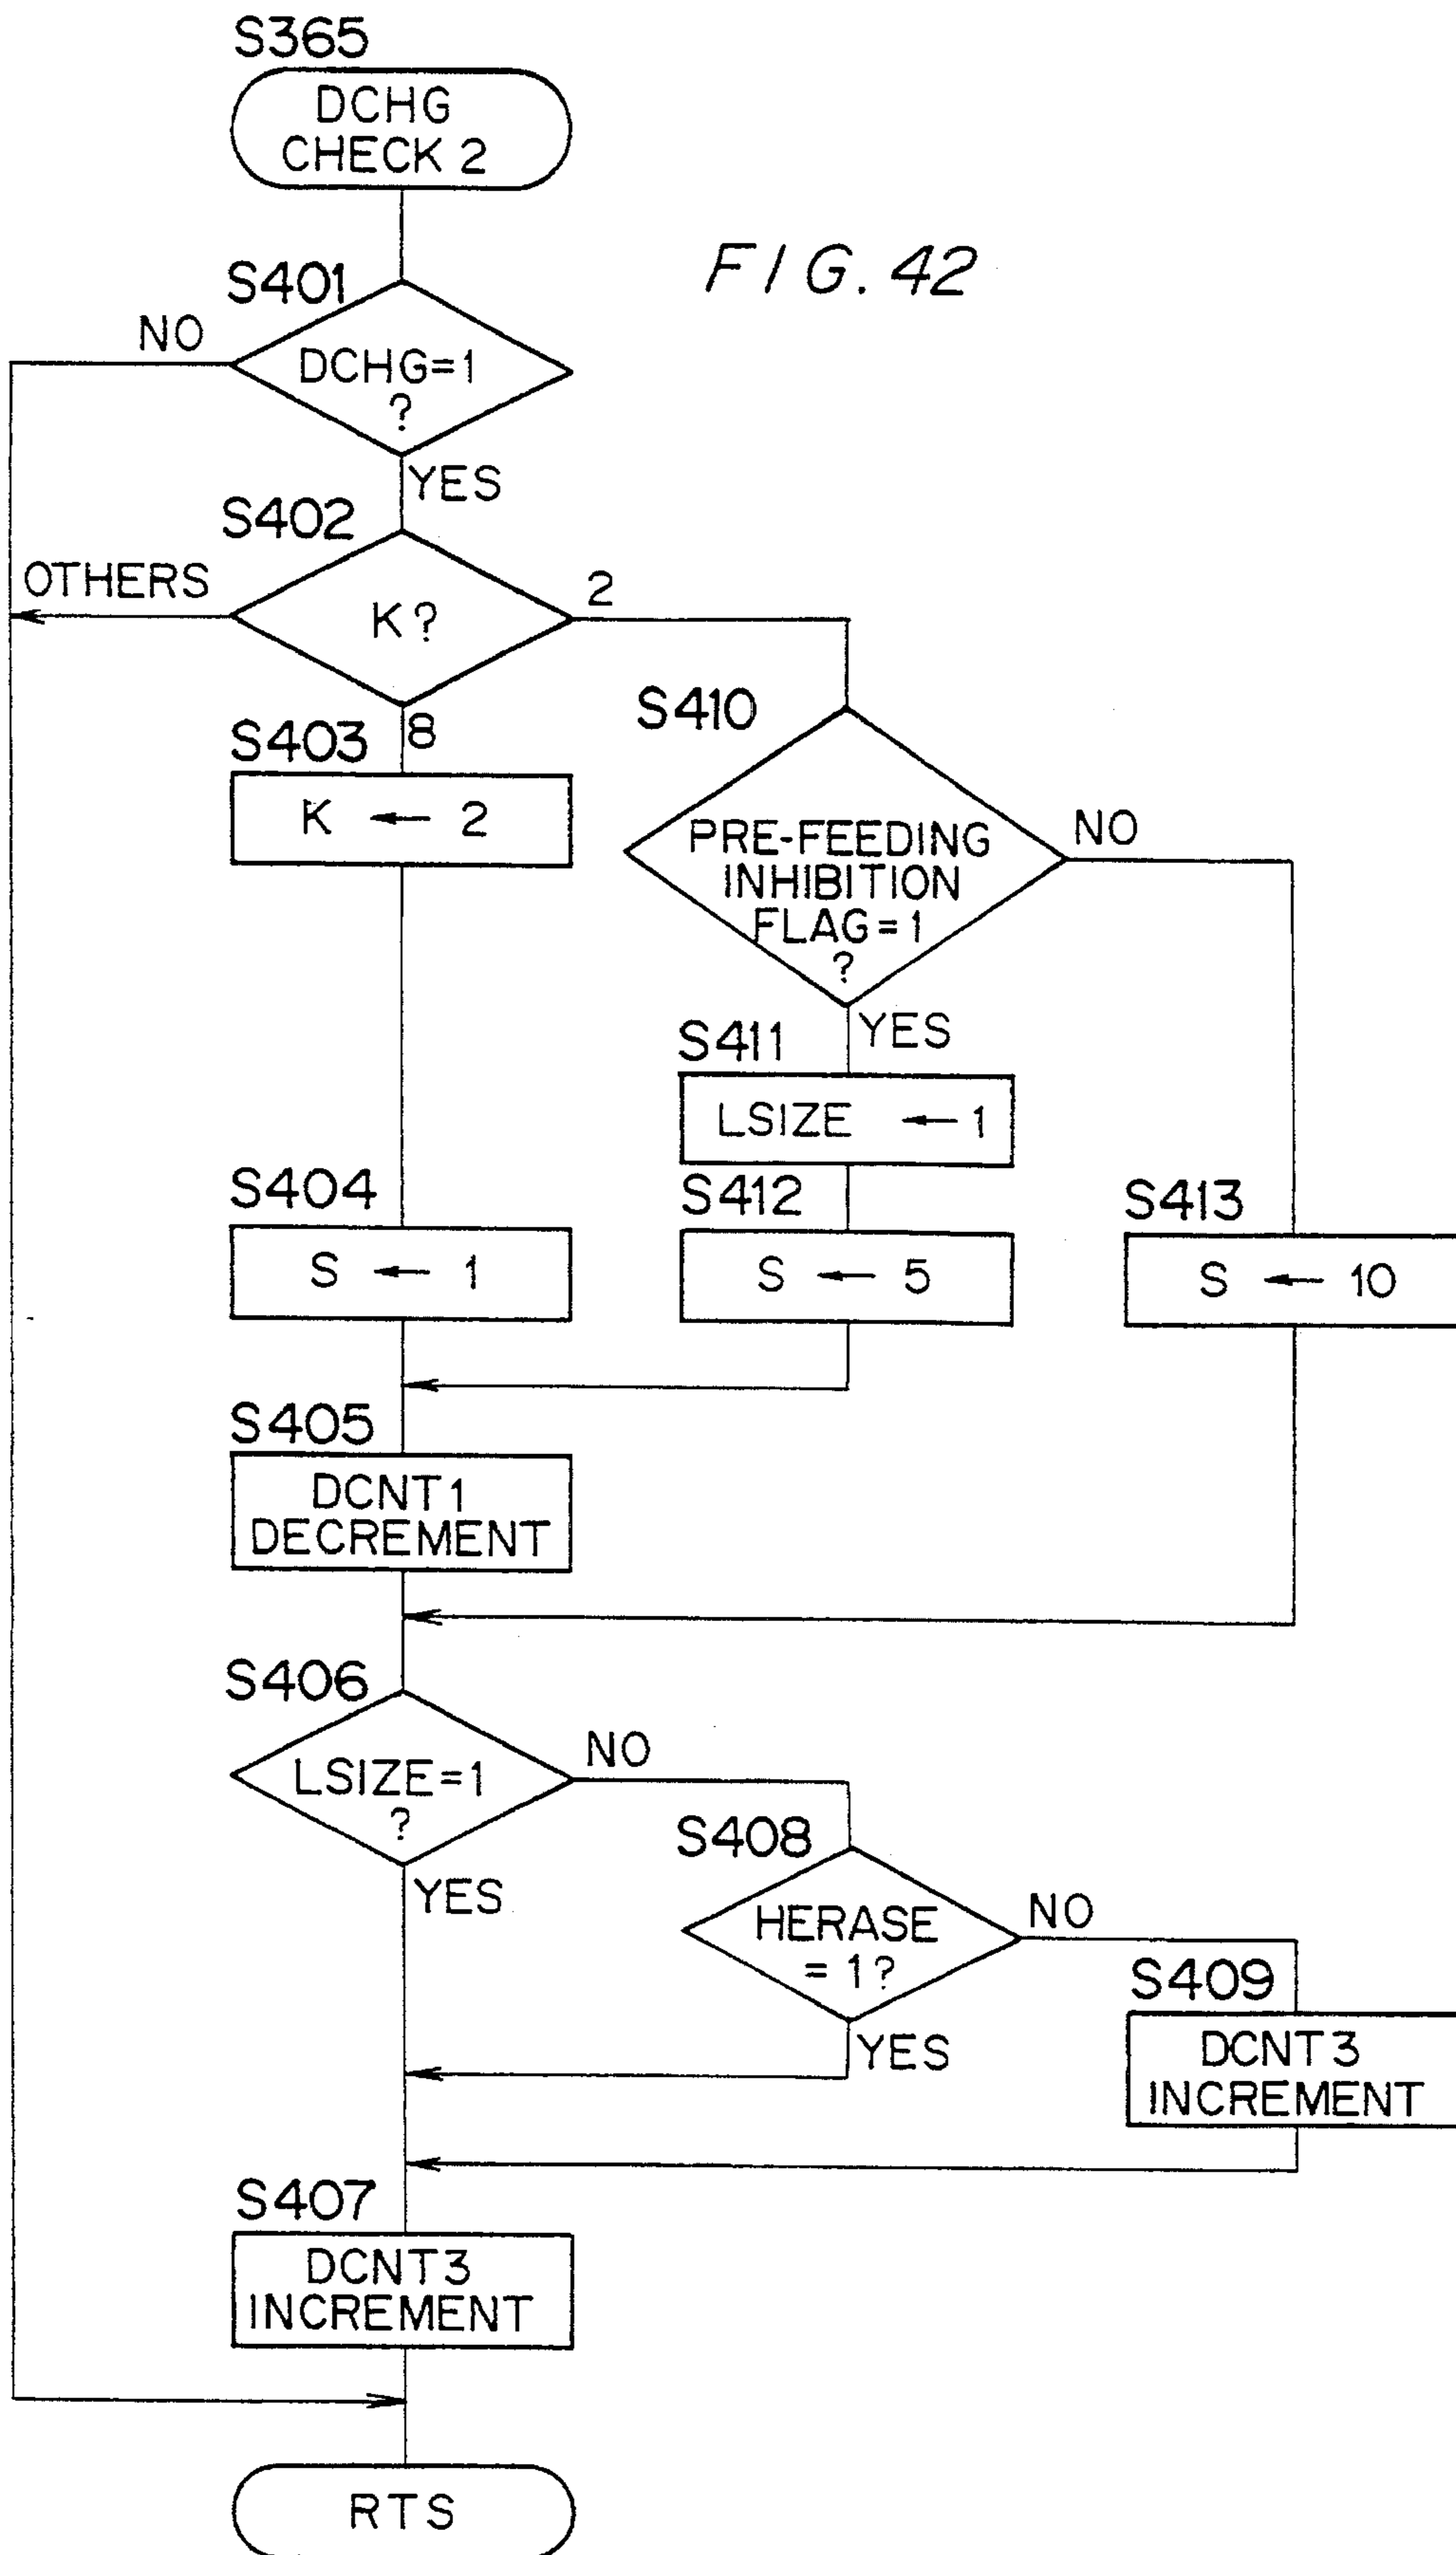 S365
DCHG
CHECK 2
FIG. 42
S401
NO
DCHG=1
?
YES
S402
OTHERS
K?
2
8
S403
K ← 2
S410
PRE-FEEDING
INHIBITION
FLAG=1
?
NO
YES
S411
LSIZE ← 1
S404
S ← 1
S412
S ← 5
S413
S ← 10
S405
DCNT1
DECREMENT
S406
LSIZE=1
?
NO
YES
S408
HERASE
=1?
NO
YES
S409
DCNT3
INCREMENT
S407
DCNT3
INCREMENT
RTS